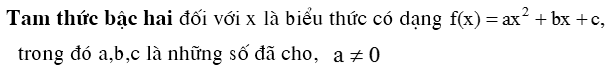 Tam thức bậc hai đối với x là biểu thức có dạng f(x) = ax² + bx + c,
trong đó a,b,c là những số đã cho, a ≠ 0